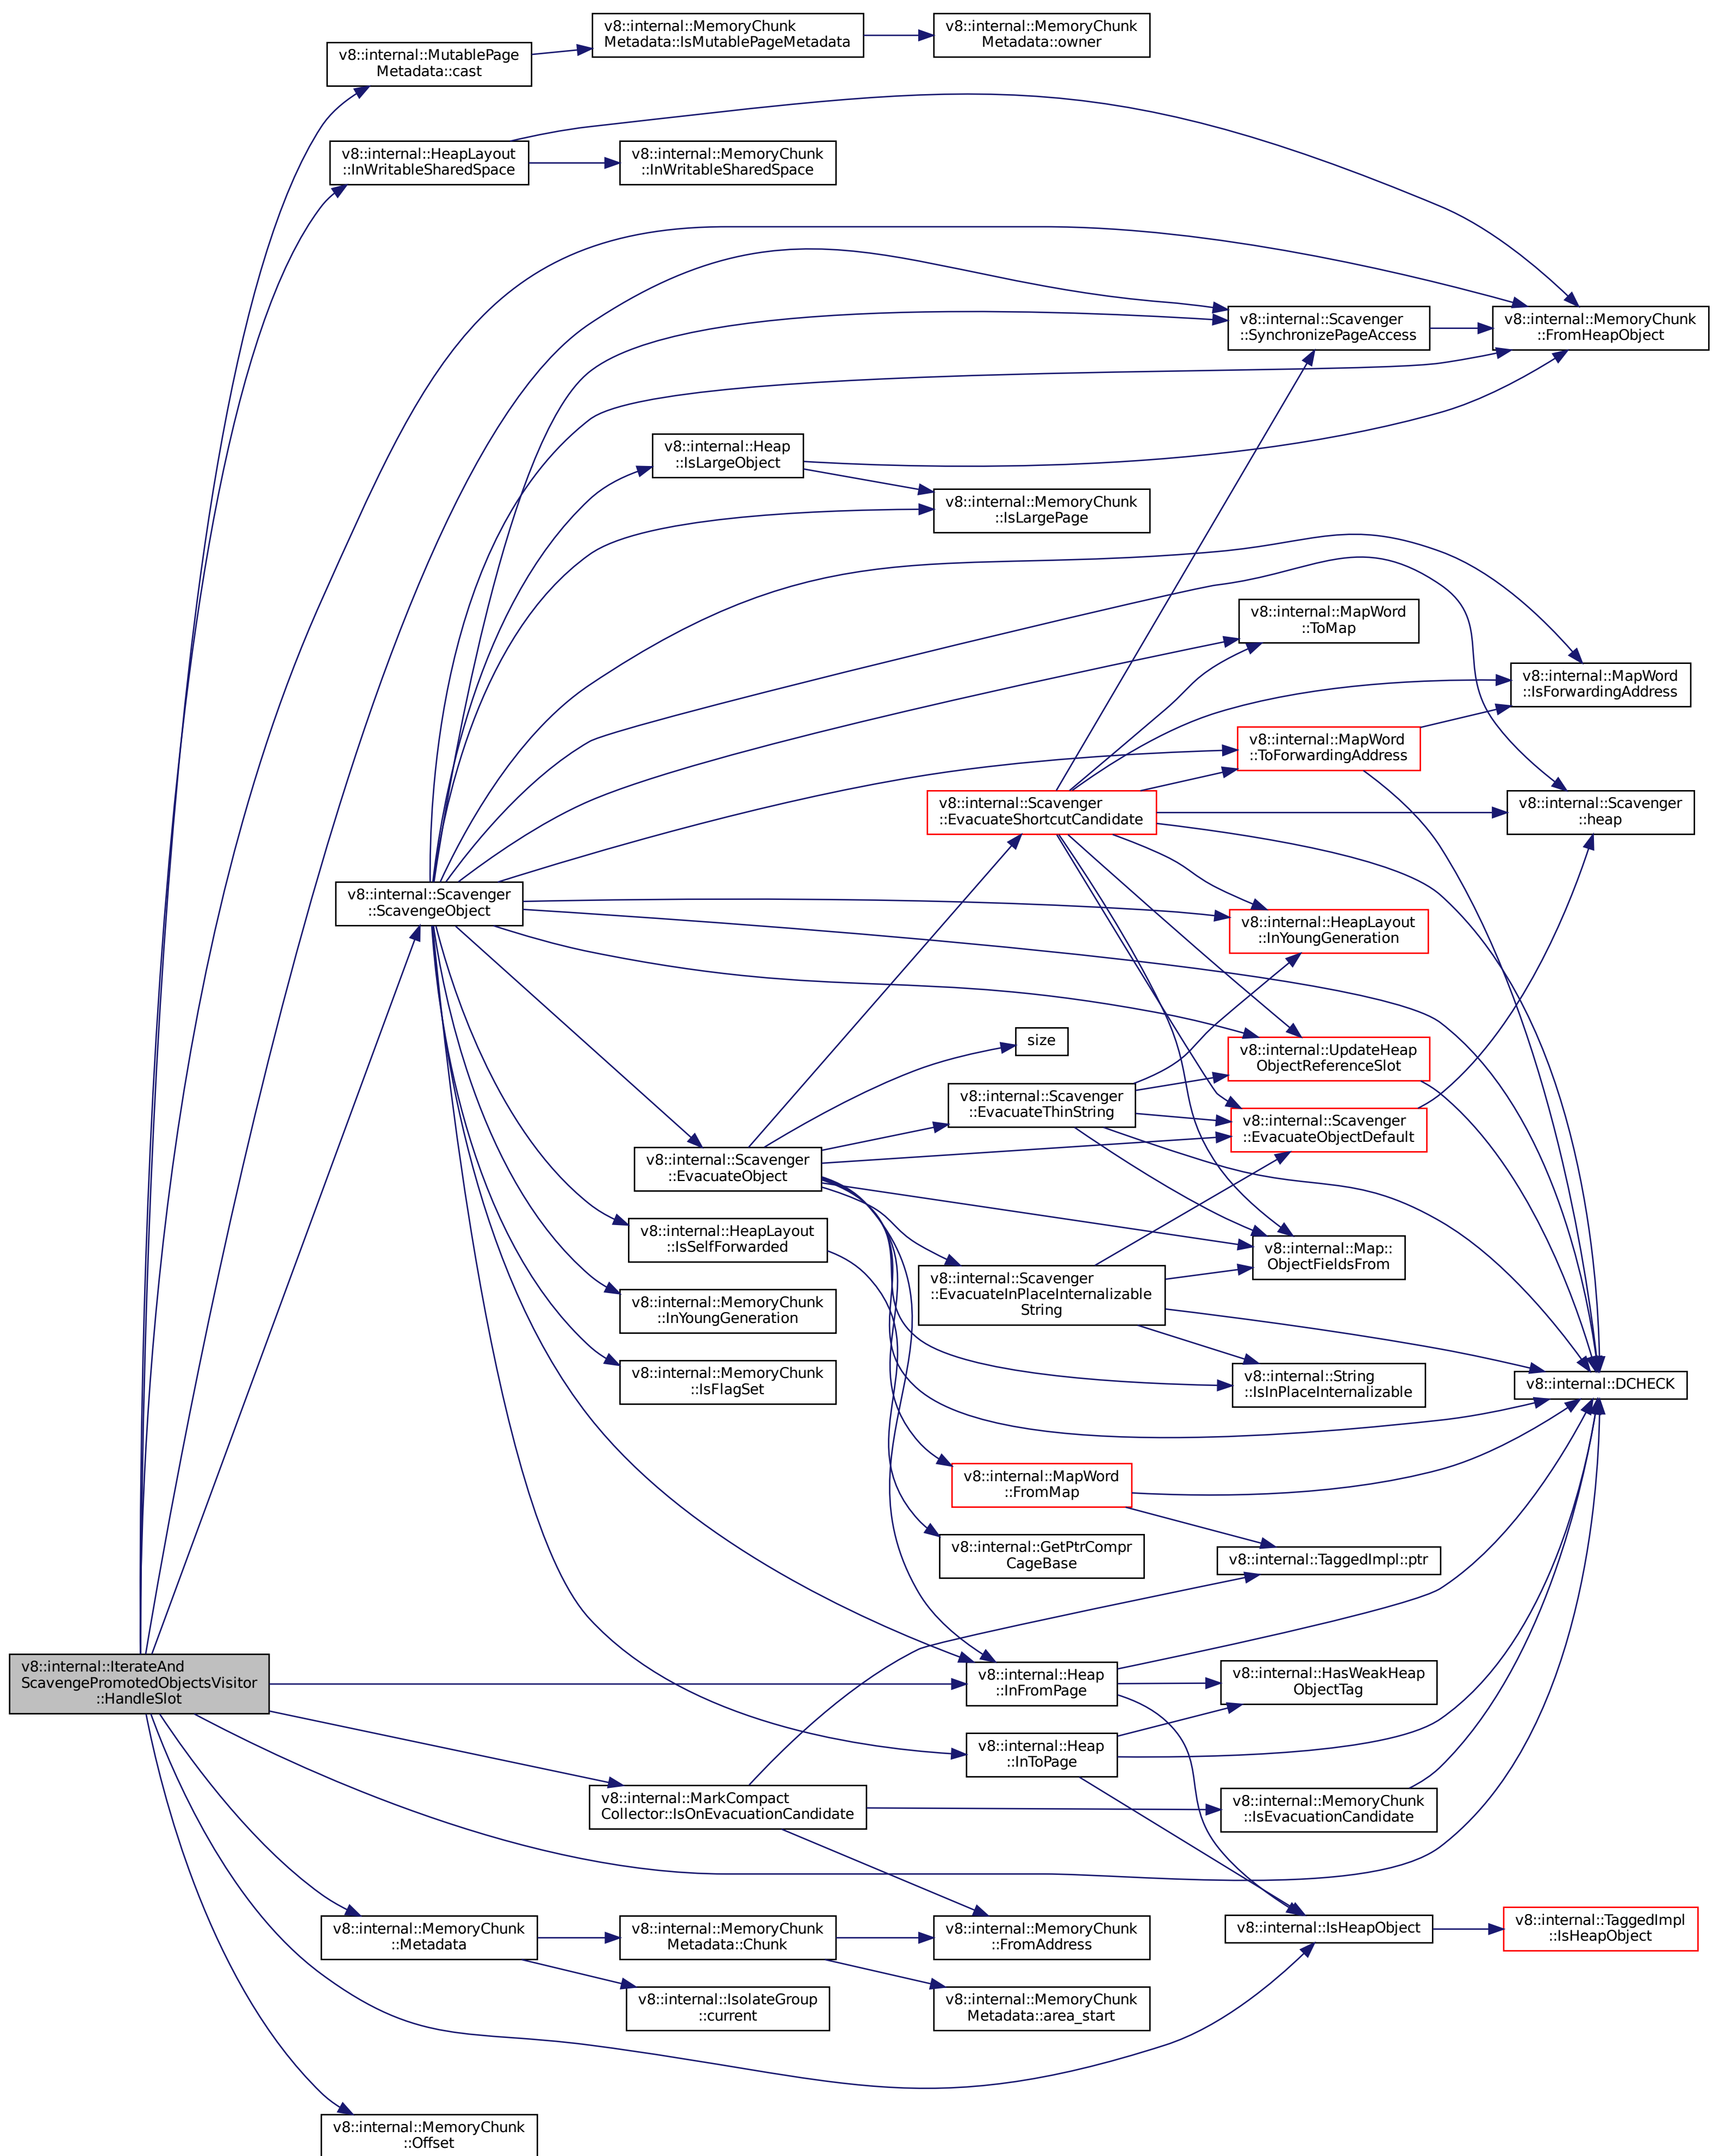 v8::internal::MemoryChunk
Metadata::IsMutablePageMetadata
v8::internal::MemoryChunk
Metadata::owner
v8::internal::MutablePage
Metadata::cast
v8::internal::HeapLayout
::InWritableSharedSpace
v8::internal::MemoryChunk
::InWritableSharedSpace
v8::internal::Scavenger
::SynchronizePageAccess
v8::internal::MemoryChunk
::FromHeapObject
v8::internal::Heap
::IsLargeObject
v8::internal::MemoryChunk
::IsLargePage
v8::internal::MapWord
::ToMap
v8::internal::MapWord
::IsForwardingAddress
v8::internal::MapWord
::ToForwardingAddress
v8::internal::Scavenger
::EvacuateShortcutCandidate
v8::internal::Scavenger
::heap
v8::internal::Scavenger
::ScavengeObject
v8::internal::HeapLayout
::InYoungGeneration
size
v8::internal::UpdateHeap
ObjectReferenceSlot
v8::internal::Scavenger
::EvacuateThinString
v8::internal::Scavenger
::EvacuateObjectDefault
v8::internal::Scavenger
::EvacuateObject
v8::internal::HeapLayout
::IsSelfForwarded
v8::internal::Map::
ObjectFieldsFrom
v8::internal::Scavenger
::EvacuateInPlaceInternalizable
String
v8::internal::MemoryChunk
::InYoungGeneration
v8::internal::MemoryChunk
::IsFlagSet
v8::internal::String
::IsInPlaceInternalizable
v8::internal::DCHECK
v8::internal::MapWord
::FromMap
v8::internal::GetPtrCompr
CageBase
v8::internal::TaggedImpl::ptr
v8::internal::IterateAnd
ScavengePromotedObjectsVisitor
::HandleSlot
v8::internal::Heap
::InFromPage
v8::internal::HasWeakHeap
ObjectTag
v8::internal::Heap
::InToPage
v8::internal::MarkCompact
Collector::IsOnEvacuationCandidate
v8::internal::MemoryChunk
::IsEvacuationCandidate
v8::internal::MemoryChunk
::Metadata
v8::internal::MemoryChunk
Metadata::Chunk
v8::internal::MemoryChunk
::FromAddress
v8::internal::IsHeapObject
v8::internal::TaggedImpl
::IsHeapObject
v8::internal::IsolateGroup
::current
v8::internal::MemoryChunk
Metadata::area_start
v8::internal::MemoryChunk
::Offset